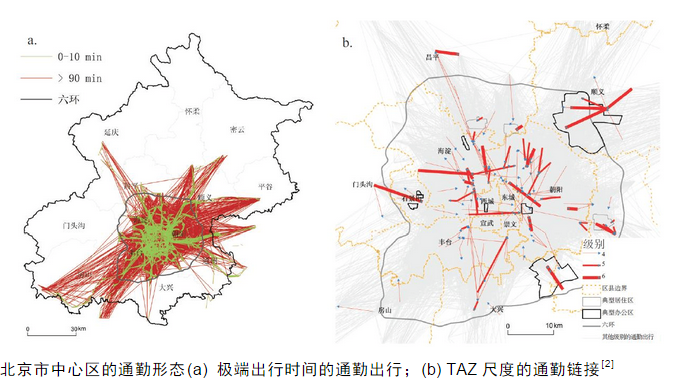 a.
0-10 min
> 90 min
六环
怀柔
延庆
密云
昌平
顺义
平谷
门头沟
房山
大兴
0 30km
b.
怀柔
昌平
顺义
海淀
门头沟
石景山
朝阳
西城
东城
宣武
崇文
丰台
大兴
房山
级别
4
5
6
区县边界
典型居住区
典型办公区
六环
其他级别的通勤出行
0 10 km
北京市中心区的通勤形态(a) 极端出行时间的通勤出行；(b) TAZ 尺度的通勤链接[2]